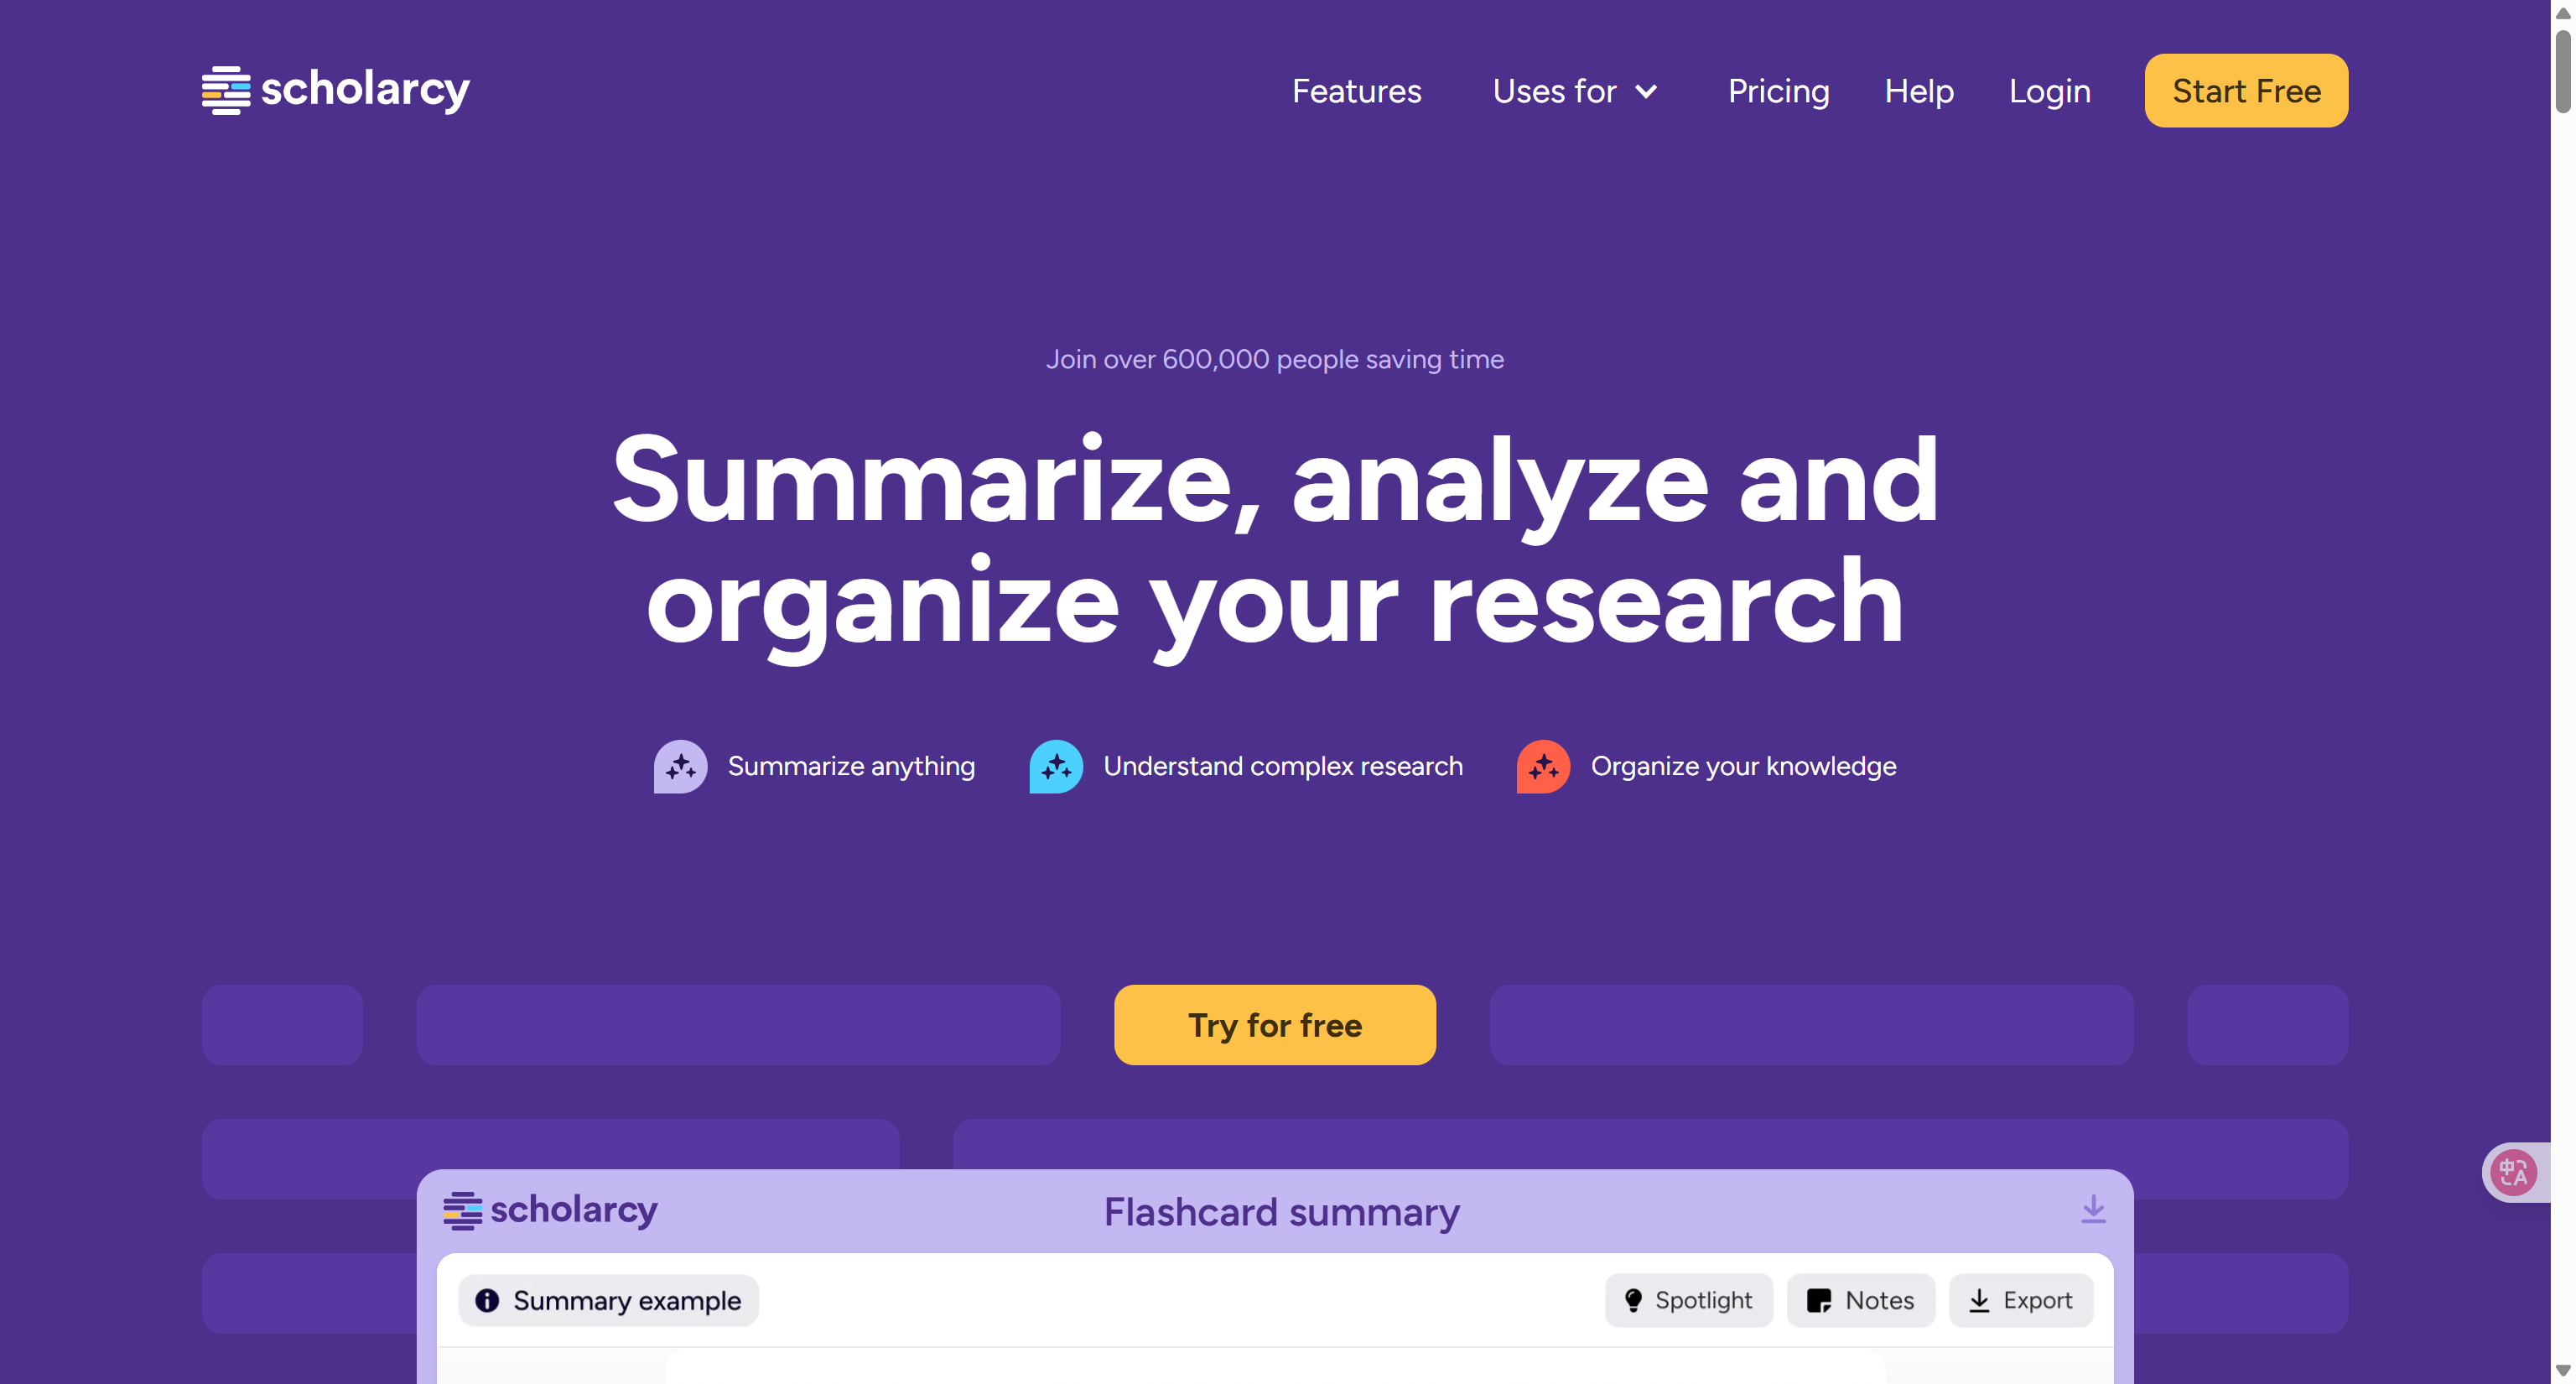 scholarcy
Features
Uses for
Pricing
Help
Login
Start Free
Join over 600,000 people saving time
Summarize, analyze and
organize your research
Summarize anything
Understand complex research
Organize your knowledge
Try for free
scholarcy
Flashcard summary
Summary example
Spotlight
Notes
Export
中A